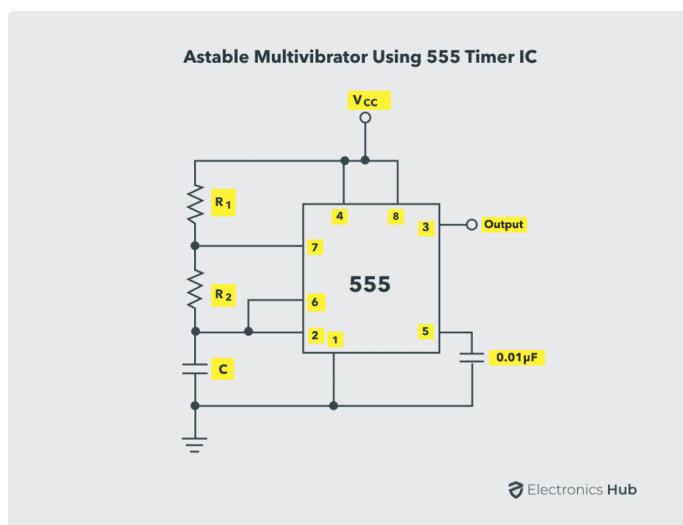 Astable Multivibrator Using 555 Timer IC
VCC
R1
4
8
3
Output
7
555
R2
6
2
1
5
0.01μF
C
Electronics Hub